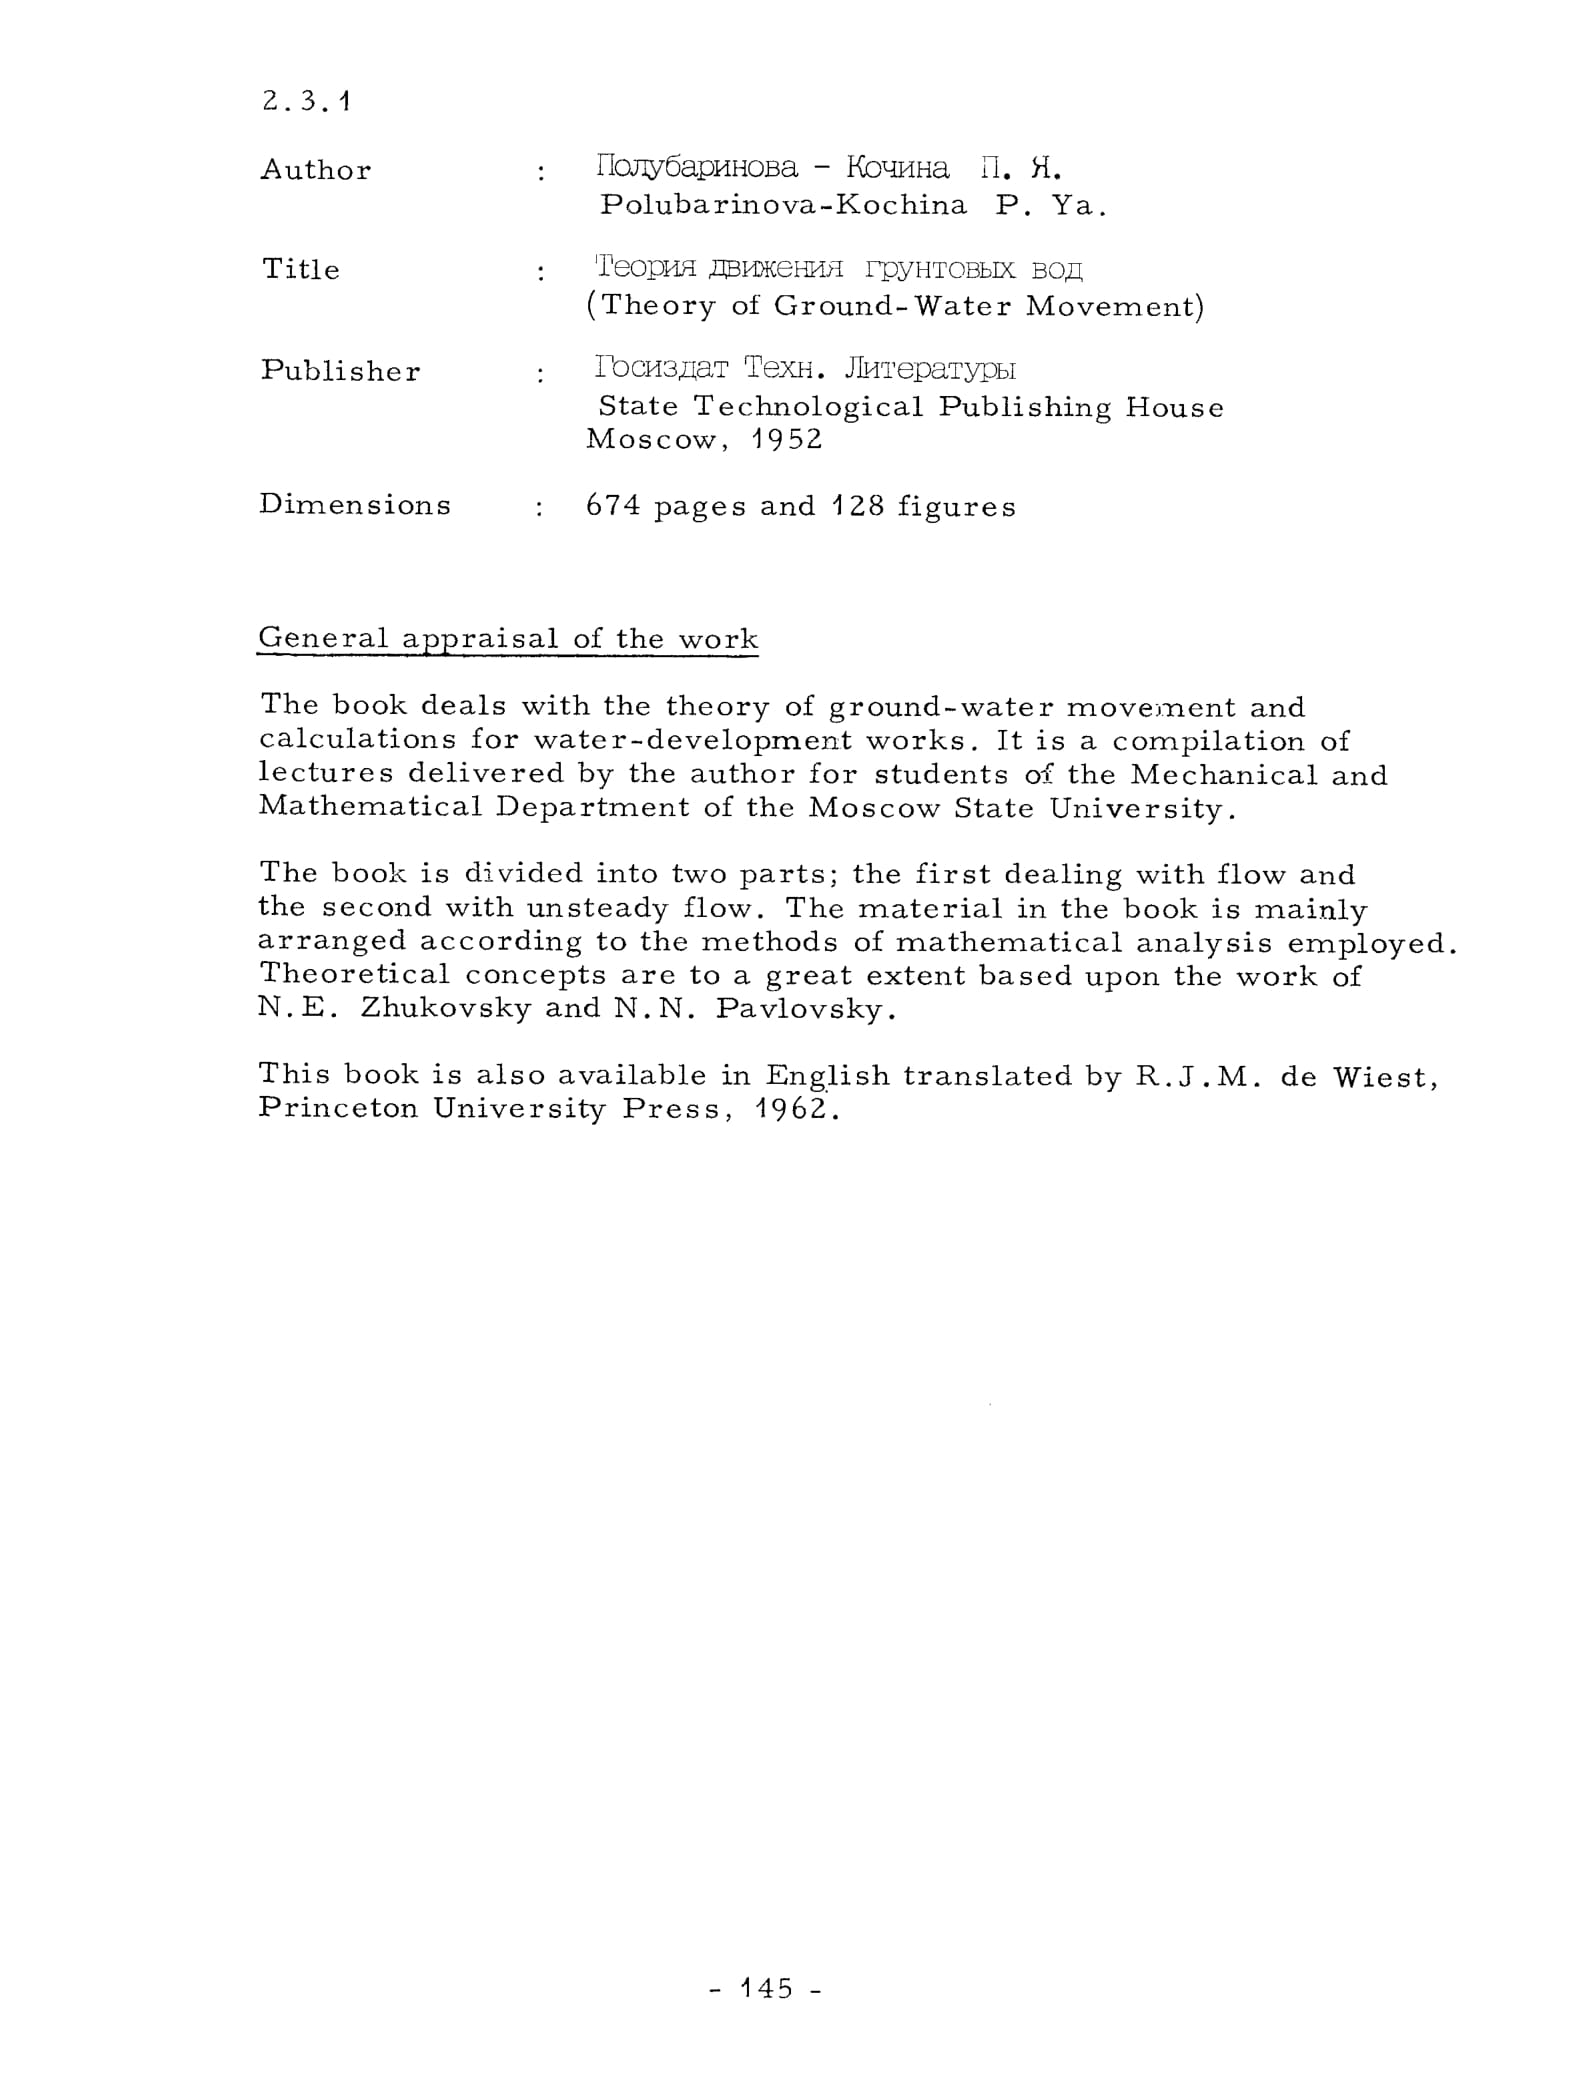 2.3.1
Author : Полубаринова - Кочина П. Я.
Polubarinova-Kochina P. Ya.
Title : Теория движения грунтовых вод
(Theory of Ground-Water Movement)
Publisher : Госиздат Техн. Литературы
State Technological Publishing House
Moscow, 1952
Dimensions : 674 pages and 128 figures
General appraisal of the work
The book deals with the theory of ground-water movement and
calculations for water-development works. It is a compilation of
lectures delivered by the author for students of the Mechanical and
Mathematical Department of the Moscow State University.
The book is divided into two parts; the first dealing with flow and
the second with unsteady flow. The material in the book is mainly
arranged according to the methods of mathematical analysis employed.
Theoretical concepts are to a great extent based upon the work of
N.E. Zhukovsky and N.N. Pavlovsky.
This book is also available in English translated by R.J.M. de Wiest,
Princeton University Press, 1962.
- 145 -